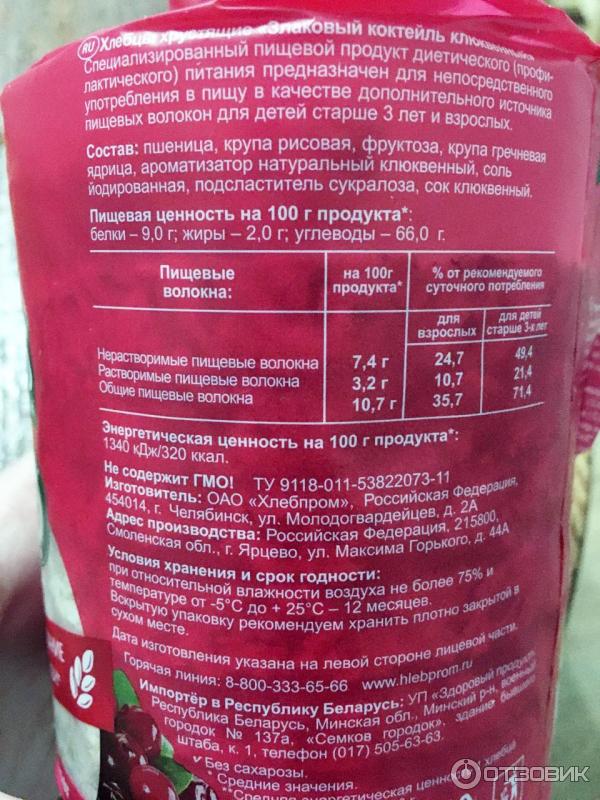 RU Хлебцы хрустящие «Злаковый коктейль клюквенный»
Специализированный пищевой продукт диетического (профи-
лактического) питания предназначен для непосредственного
употребления в пищу в качестве дополнительного источника
пищевых волокон для детей старше 3 лет и взрослых.
Состав: пшеница, крупа рисовая, фруктоза, крупа гречневая
ядрица, ароматизатор натуральный клюквенный, соль
йодированная, подсластитель сукралоза, сок клюквенный.
Пищевая ценность на 100 г продукта*:
белки – 9,0 г; жиры – 2,0 г; углеводы – 66,0 г.
Пищевые волокна: на 100г продукта* % от рекомендуемого суточного потребления
для взрослых для детей старше 3-х лет
Нерастворимые пищевые волокна 7,4 г 24,7 49,4
Растворимые пищевые волокна 3,2 г 10,7 21,4
Общие пищевые волокна 10,7 г 35,7 71,4
Энергетическая ценность на 100 г продукта*:
1340 кДж/320 ккал.
Не содержит ГМО! ТУ 9118-011-53822073-11
Изготовитель: ОАО «Хлебпром», Российская Федерация,
454014, г. Челябинск, ул. Молодогвардейцев, д. 2А
Адрес производства: Российская Федерация, 215800,
Смоленская обл., г. Ярцево, ул. Максима Горького, д. 44А
Условия хранения и срок годности:
при относительной влажности воздуха не более 75% и
температуре от -5°С до + 25°С – 12 месяцев.
Вскрытую упаковку рекомендуем хранить плотно закрытой в
сухом месте.
Дата изготовления указана на левой стороне лицевой части.
Горячая линия: 8-800-333-65-66 www.hlebprom.ru
Импортёр в Республику Беларусь: УП «Здоровый продукт»,
Республика Беларусь, Минская обл., Минский р-н, военный
городок № 137а, «Семков городок». здание бывшего
штаба, к. 1, телефон (017) 505-63-63.
√ Без сахарозы.
* Средние значения.
**Средняя энергетическая ценность хлебца
ОТЗОВИК